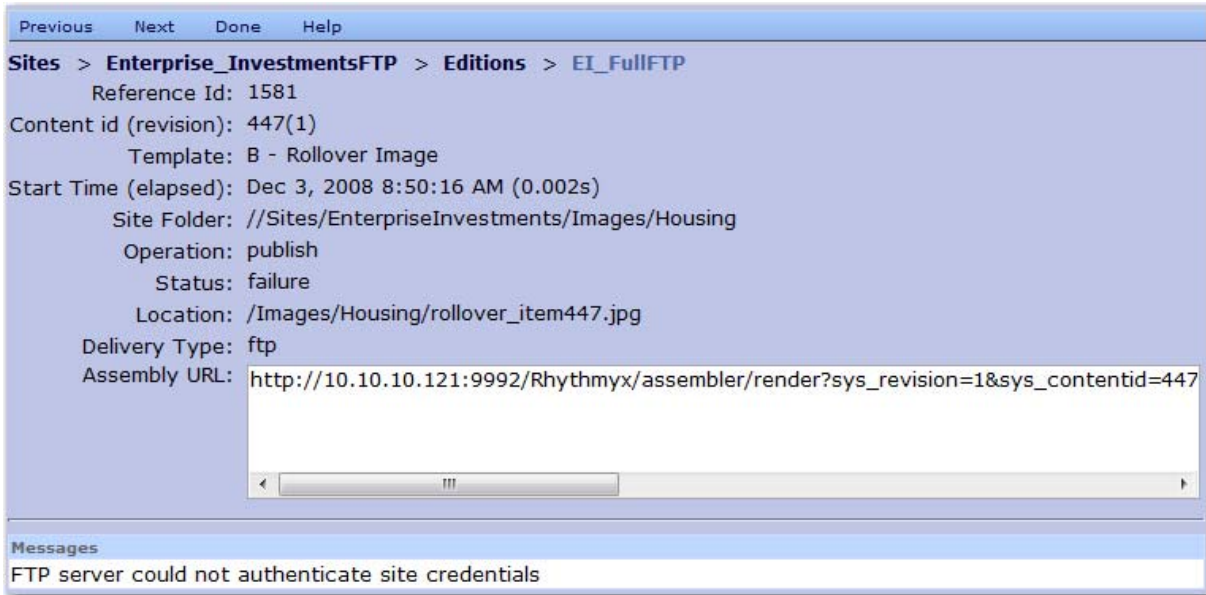 Previous Next Done Help
Sites > Enterprise_InvestmentsFTP > Editions > EI_FullFTP
Reference Id: 1581
Content id (revision): 447(1)
Template: B - Rollover Image
Start Time (elapsed): Dec 3, 2008 8:50:16 AM (0.002s)
Site Folder: //Sites/EnterpriseInvestments/Images/Housing
Operation: publish
Status: failure
Location: /Images/Housing/rollover_item447.jpg
Delivery Type: ftp
Assembly URL: http://10.10.10.121:9992/Rhythmyx/assembler/render?sys_revision=1&sys_contentid=447
Messages
FTP server could not authenticate site credentials